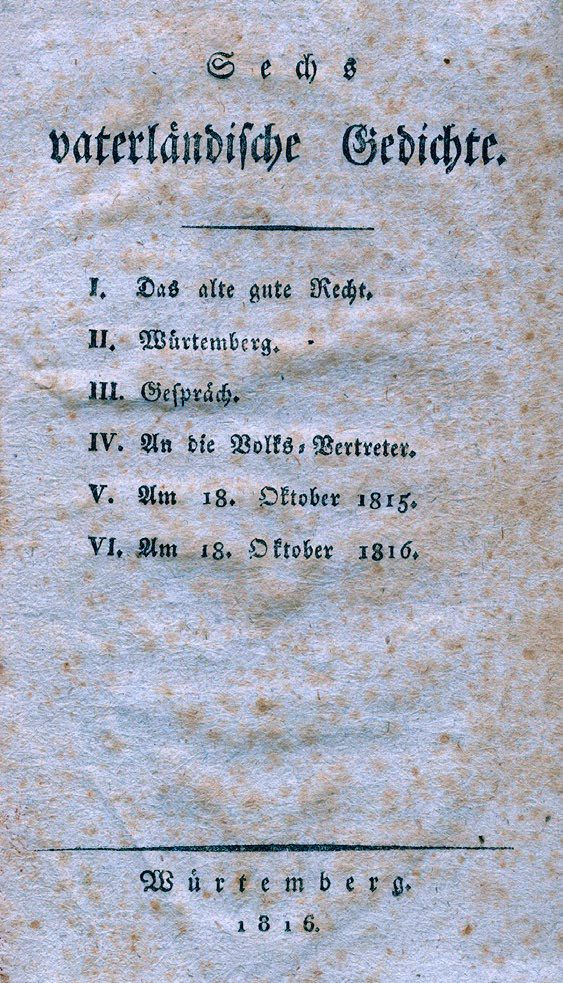 Sechs
vaterländische Gedichte.
I. Das alte gute Recht.
II. Würtemberg.
III. Gespräch.
IV. An die Volks-Vertreter.
V. Am 18. Oktober 1815.
VI. Am 18. Oktober 1816.
Würtemberg.
1816.